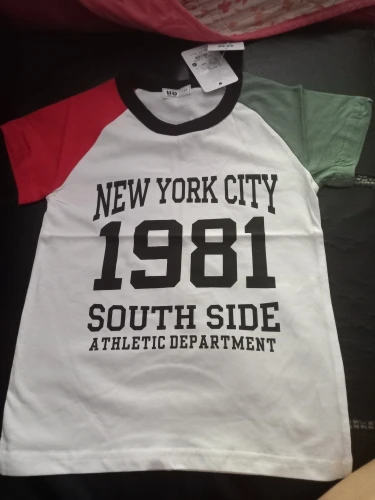 NEW YORK CITY
1981
SOUTH SIDE
ATHLETIC DEPARTMENT